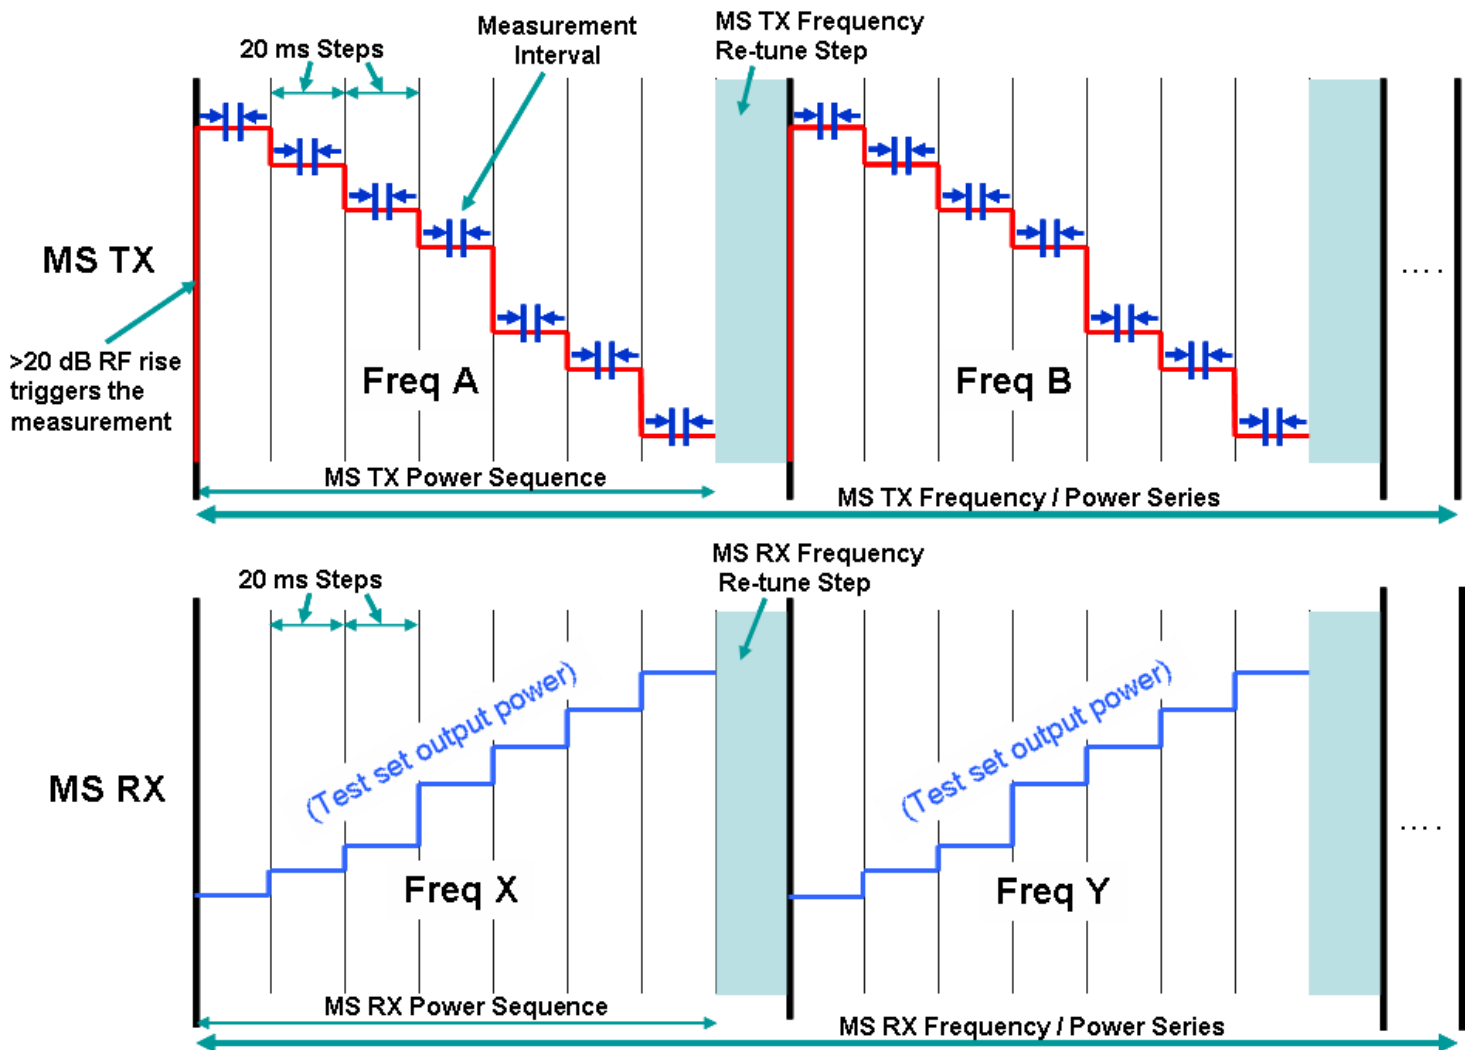 20 ms Steps
Measurement
Interval
MS TX Frequency
Re-tune Step
MS TX
>20 dB RF rise
triggers the
measurement
Freq A
Freq B
....
MS TX Power Sequence
MS TX Frequency / Power Series
20 ms Steps
MS RX Frequency
Re-tune Step
MS RX
(Test set output power)
(Test set output power)
Freq X
Freq Y
....
MS RX Power Sequence
MS RX Frequency / Power Series